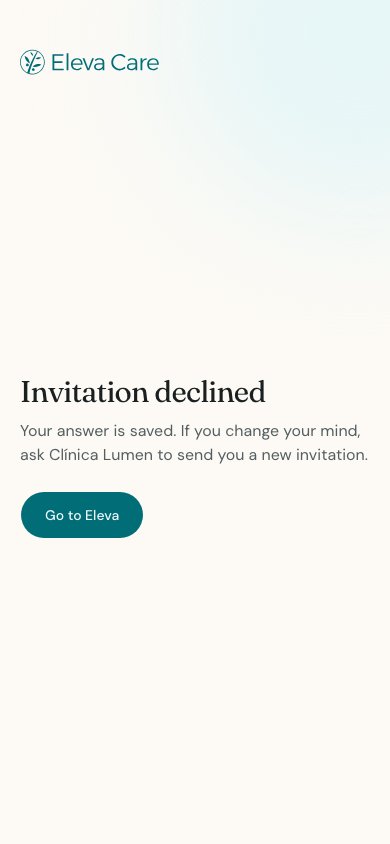 Eleva Care
Invitation declined
Your answer is saved. If you change your mind,
ask Clínica Lumen to send you a new invitation.
Go to Eleva